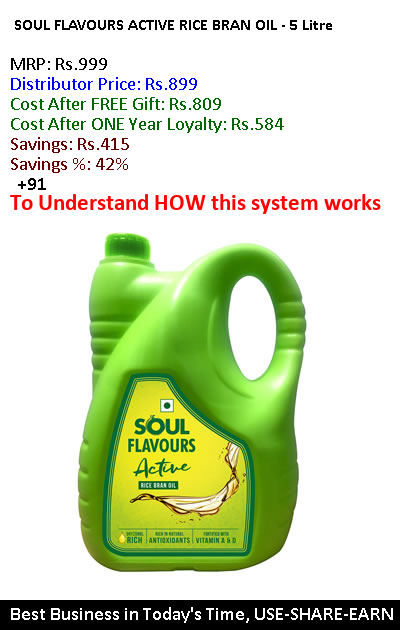 SOUL FLAVOURS ACTIVE RICE BRAN OIL - 5 Litre
MRP: Rs.999
Distributor Price: Rs.899
Cost After FREE Gift: Rs.809
Cost After ONE Year Loyalty: Rs.584
Savings: Rs.415
Savings %: 42%
+91
To Understand HOW this system works
SOUL
FLAVOURS
Active
RICE BRAN OIL
ORYZANOL
RICH
RICH IN NATURAL
ANTIOXIDANTS
FORTIFIED WITH
VITAMIN A & D
Best Business in Today's Time, USE-SHARE-EARN